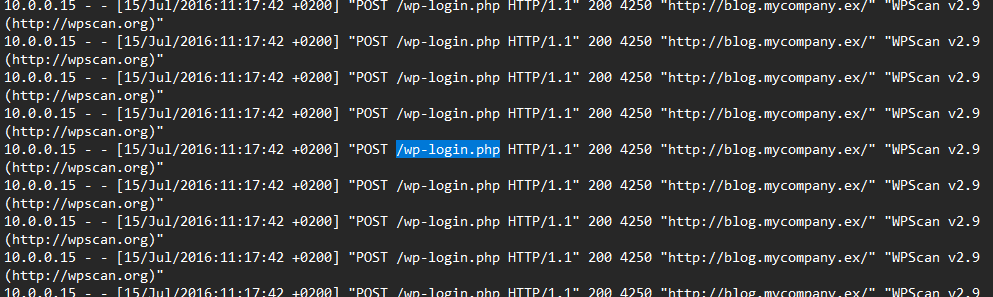 10.0.0.15 - - [15/Jul/2016:11:17:42 +0200] "POST /wp-login.php HTTP/1.1" 200 4250 "http://blog.mycompany.ex/" "WPScan v2.9
(http://wpscan.org)"
10.0.0.15 - - [15/Jul/2016:11:17:42 +0200] "POST /wp-login.php HTTP/1.1" 200 4250 "http://blog.mycompany.ex/" "WPScan v2.9
(http://wpscan.org)"
10.0.0.15 - - [15/Jul/2016:11:17:42 +0200] "POST /wp-login.php HTTP/1.1" 200 4250 "http://blog.mycompany.ex/" "WPScan v2.9
(http://wpscan.org)"
10.0.0.15 - - [15/Jul/2016:11:17:42 +0200] "POST /wp-login.php HTTP/1.1" 200 4250 "http://blog.mycompany.ex/" "WPScan v2.9
(http://wpscan.org)"
10.0.0.15 - - [15/Jul/2016:11:17:42 +0200] "POST /wp-login.php HTTP/1.1" 200 4250 "http://blog.mycompany.ex/" "WPScan v2.9
(http://wpscan.org)"
10.0.0.15 - - [15/Jul/2016:11:17:42 +0200] "POST /wp-login.php HTTP/1.1" 200 4250 "http://blog.mycompany.ex/" "WPScan v2.9
(http://wpscan.org)"
10.0.0.15 - - [15/Jul/2016:11:17:42 +0200] "POST /wp-login.php HTTP/1.1" 200 4250 "http://blog.mycompany.ex/" "WPScan v2.9
(http://wpscan.org)"
10.0.0.15 - - [15/Jul/2016:11:17:42 +0200] "POST /wp-login.php HTTP/1.1" 200 4250 "http://blog.mycompany.ex/" "WPScan v2.9
(http://wpscan.org)"
10.0.0.15 - - [15/Jul/2016:11:17:42 +0200] "POST /wp-login.php HTTP/1.1" 200 4250 "http://blog.mycompany.ex/" "WPScan v2.9